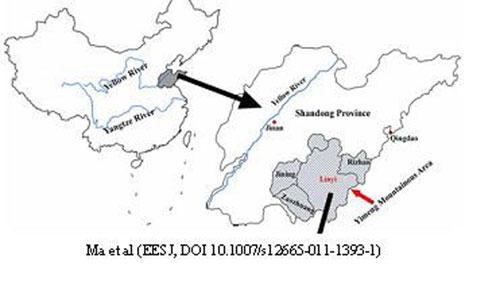 Yellow River
Yangtze River
Yellow River
Shandong Province
Jinan
Qingdao
Rizhao
Jining
Linyi
Zaozhuang
Yimeng Mountainous Area
Ma et al (EESJ, DOI 10.1007/s12665-011-1393-1)